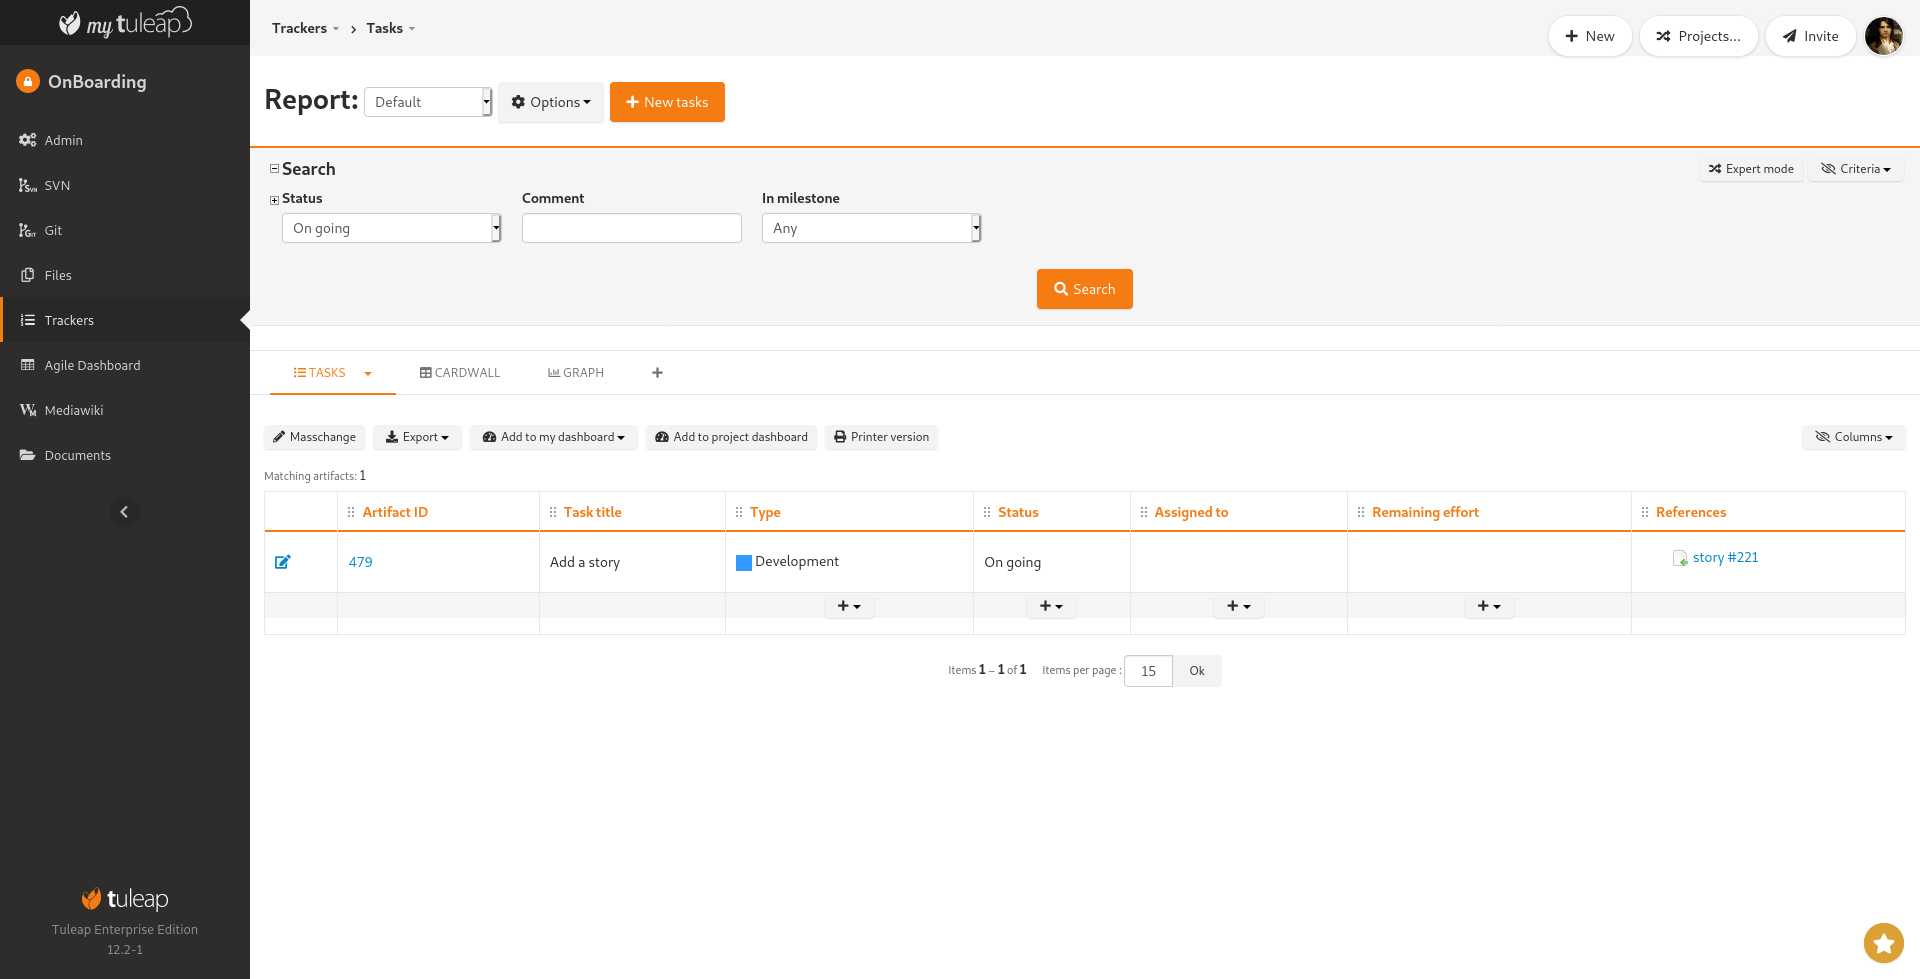 my tuleap
Trackers Tasks
New Projects... Invite
OnBoarding
Admin
SVN
Git
Files
Trackers
Agile Dashboard
Mediawiki
Documents
Report: Default Options New tasks
Search
Expert mode Criteria
Status Comment In milestone
On going Any
Search
TASKS CARDWALL GRAPH
Masschange Export Add to my dashboard Add to project dashboard Printer version Columns
Matching artifacts: 1
Artifact ID Task title Type Status Assigned to Remaining effort References
479 Add a story Development On going story #221
Items 1 – 1 of 1 Items per page : 15 Ok
tuleap
Tuleap Enterprise Edition
12.2-1